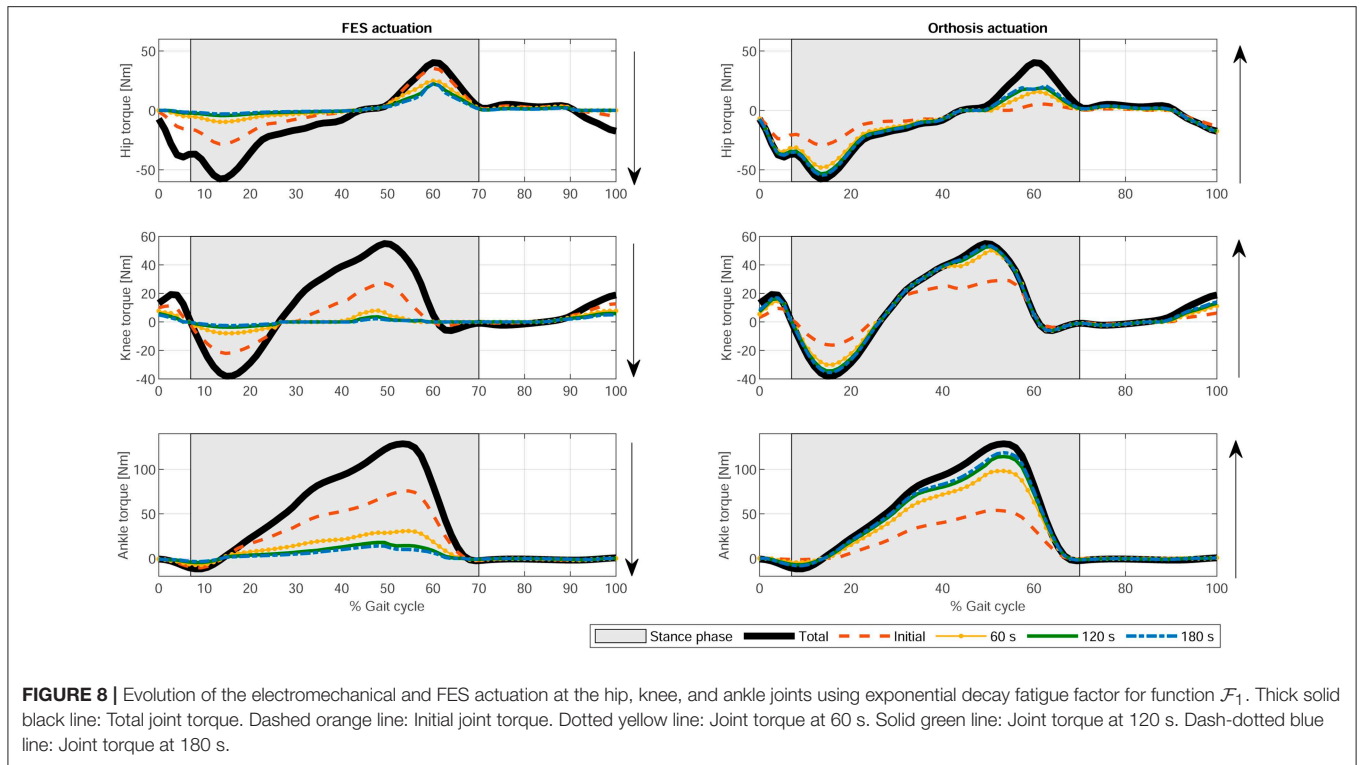 FES actuation
Orthosis actuation
Hip torque [Nm]
50
0
-50
0 10 20 30 40 50 60 70 80 90 100
Hip torque [Nm]
50
0
-50
0 20 40 60 80 100
Knee torque [Nm]
60
40
20
0
-20
-40
0 10 20 30 40 50 60 70 80 90 100
Knee torque [Nm]
60
40
20
0
-20
-40
0 20 40 60 80 100
Ankle torque [Nm]
100
50
0
0 10 20 30 40 50 60 70 80 90 100
% Gait cycle
Ankle torque [Nm]
100
50
0
0 20 40 60 80 100
% Gait cycle
Stance phase Total Initial 60 s 120 s 180 s
FIGURE 8 | Evolution of the electromechanical and FES actuation at the hip, knee, and ankle joints using exponential decay fatigue factor for function ℱ₁. Thick solid
black line: Total joint torque. Dashed orange line: Initial joint torque. Dotted yellow line: Joint torque at 60 s. Solid green line: Joint torque at 120 s. Dash-dotted blue
line: Joint torque at 180 s.